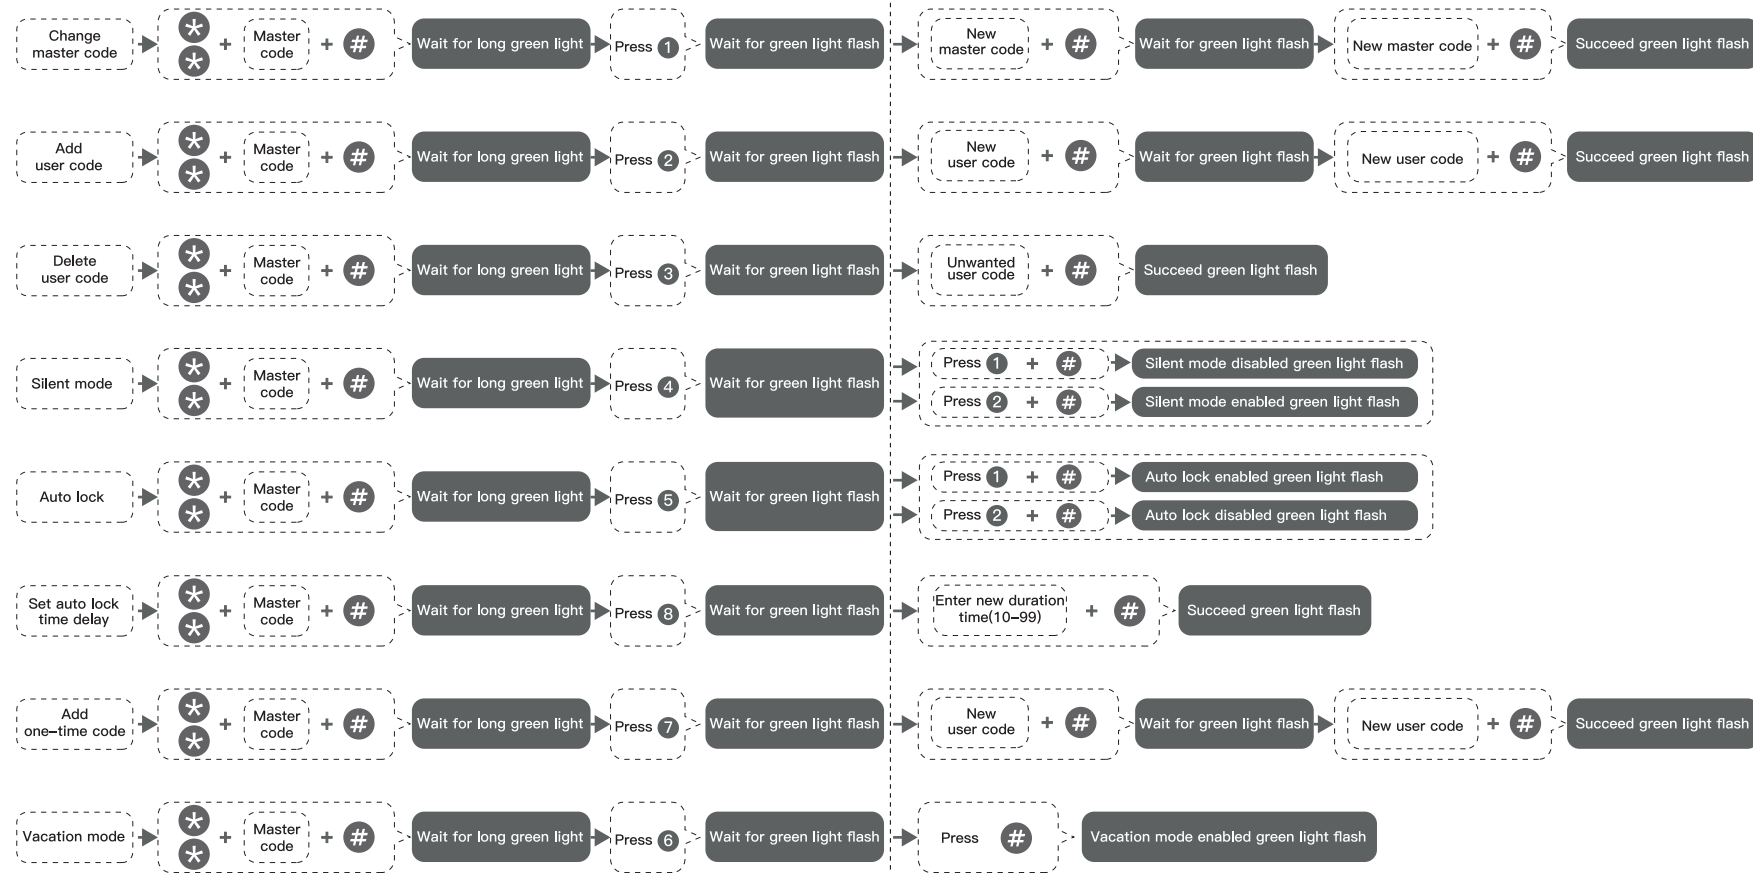 Change
master code
*
*
+
Master
code
+
#
Wait for long green light
Press 1
Wait for green light flash
New
master code
+
#
Wait for green light flash
New master code
+
#
Succeed green light flash
Add
user code
*
*
+
Master
code
+
#
Wait for long green light
Press 2
Wait for green light flash
New
user code
+
#
Wait for green light flash
New user code
+
#
Succeed green light flash
Delete
user code
*
*
+
Master
code
+
#
Wait for long green light
Press 3
Wait for green light flash
Unwanted
user code
+
#
Succeed green light flash
Silent mode
*
*
+
Master
code
+
#
Wait for long green light
Press 4
Wait for green light flash
Press 1 + #
Silent mode disabled green light flash
Press 2 + #
Silent mode enabled green light flash
Auto lock
*
*
+
Master
code
+
#
Wait for long green light
Press 5
Wait for green light flash
Press 1 + #
Auto lock enabled green light flash
Press 2 + #
Auto lock disabled green light flash
Set auto lock
time delay
*
*
+
Master
code
+
#
Wait for long green light
Press 8
Wait for green light flash
Enter new duration
time(10–99)
+
#
Succeed green light flash
Add
one–time code
*
*
+
Master
code
+
#
Wait for long green light
Press 7
Wait for green light flash
New
user code
+
#
Wait for green light flash
New user code
+
#
Succeed green light flash
Vacation mode
*
*
+
Master
code
+
#
Wait for long green light
Press 6
Wait for green light flash
Press #
Vacation mode enabled green light flash